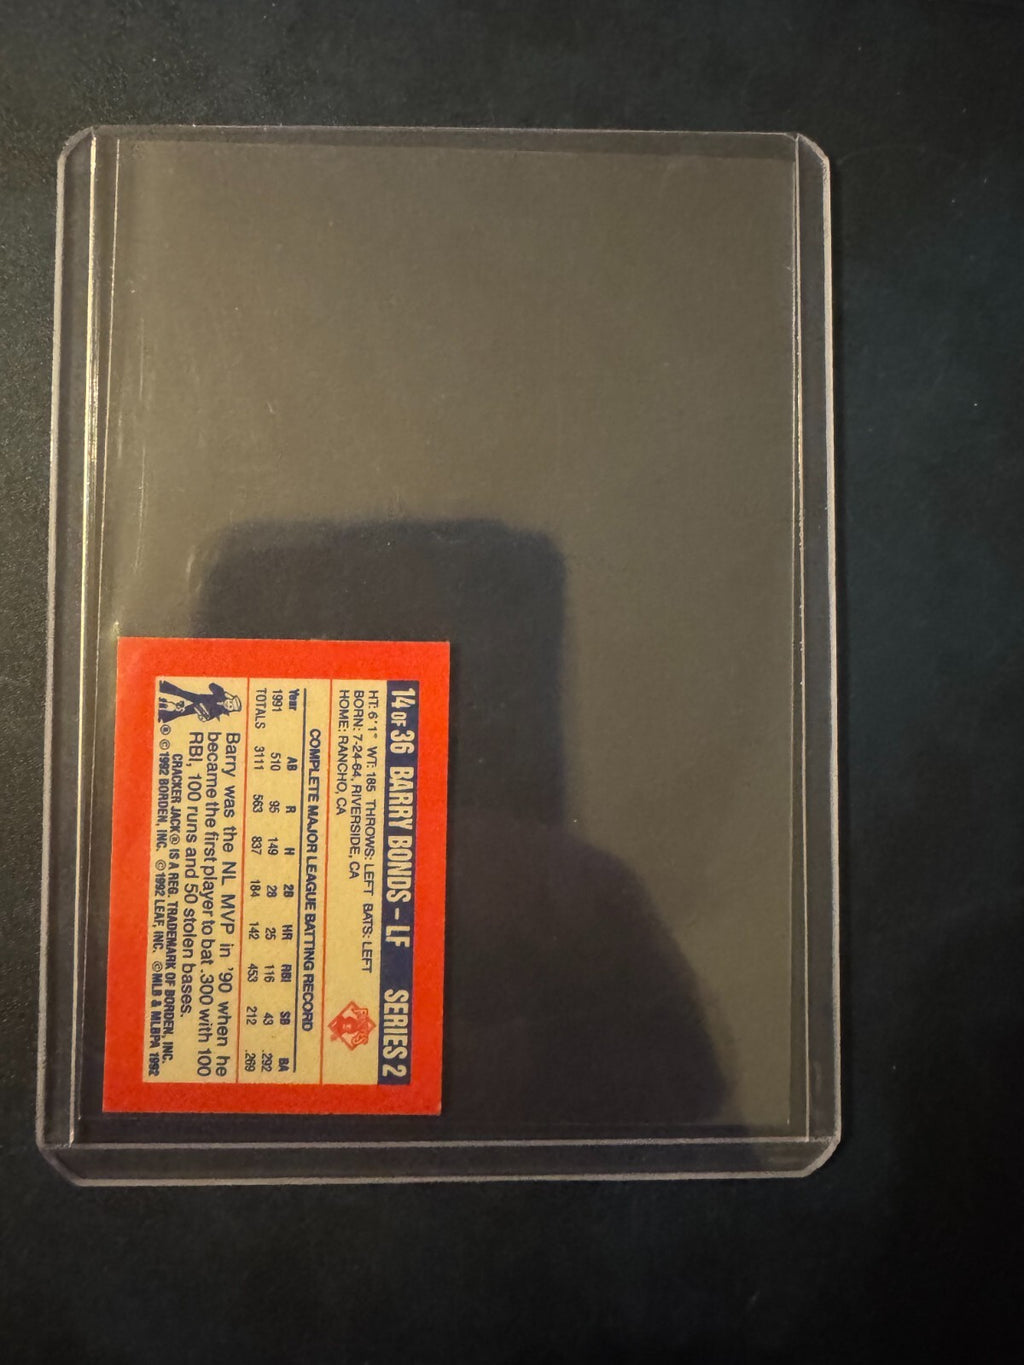 14 OF 36 BARRY BONDS - LF SERIES 2
HT: 6'1" WT: 185 THROWS: LEFT BATS: LEFT
BORN: 7-24-64, RIVERSIDE, CA
HOME: RANCHO, CA
COMPLETE MAJOR LEAGUE BATTING RECORD
Year AB R H 2B HR RBI SB BA
1991 510 95 149 28 25 116 43 .292
TOTALS 3111 563 837 184 142 453 212 .269
Barry was the NL MVP in '90 when he
became the first player to bat .300 with 100
RBI, 100 runs and 50 stolen bases.
CRACKER JACK® IS A REG. TRADEMARK OF BORDEN, INC.
® ©1992 BORDEN, INC. ©1992 LEAF, INC. ©MLB & MLBPA 1992